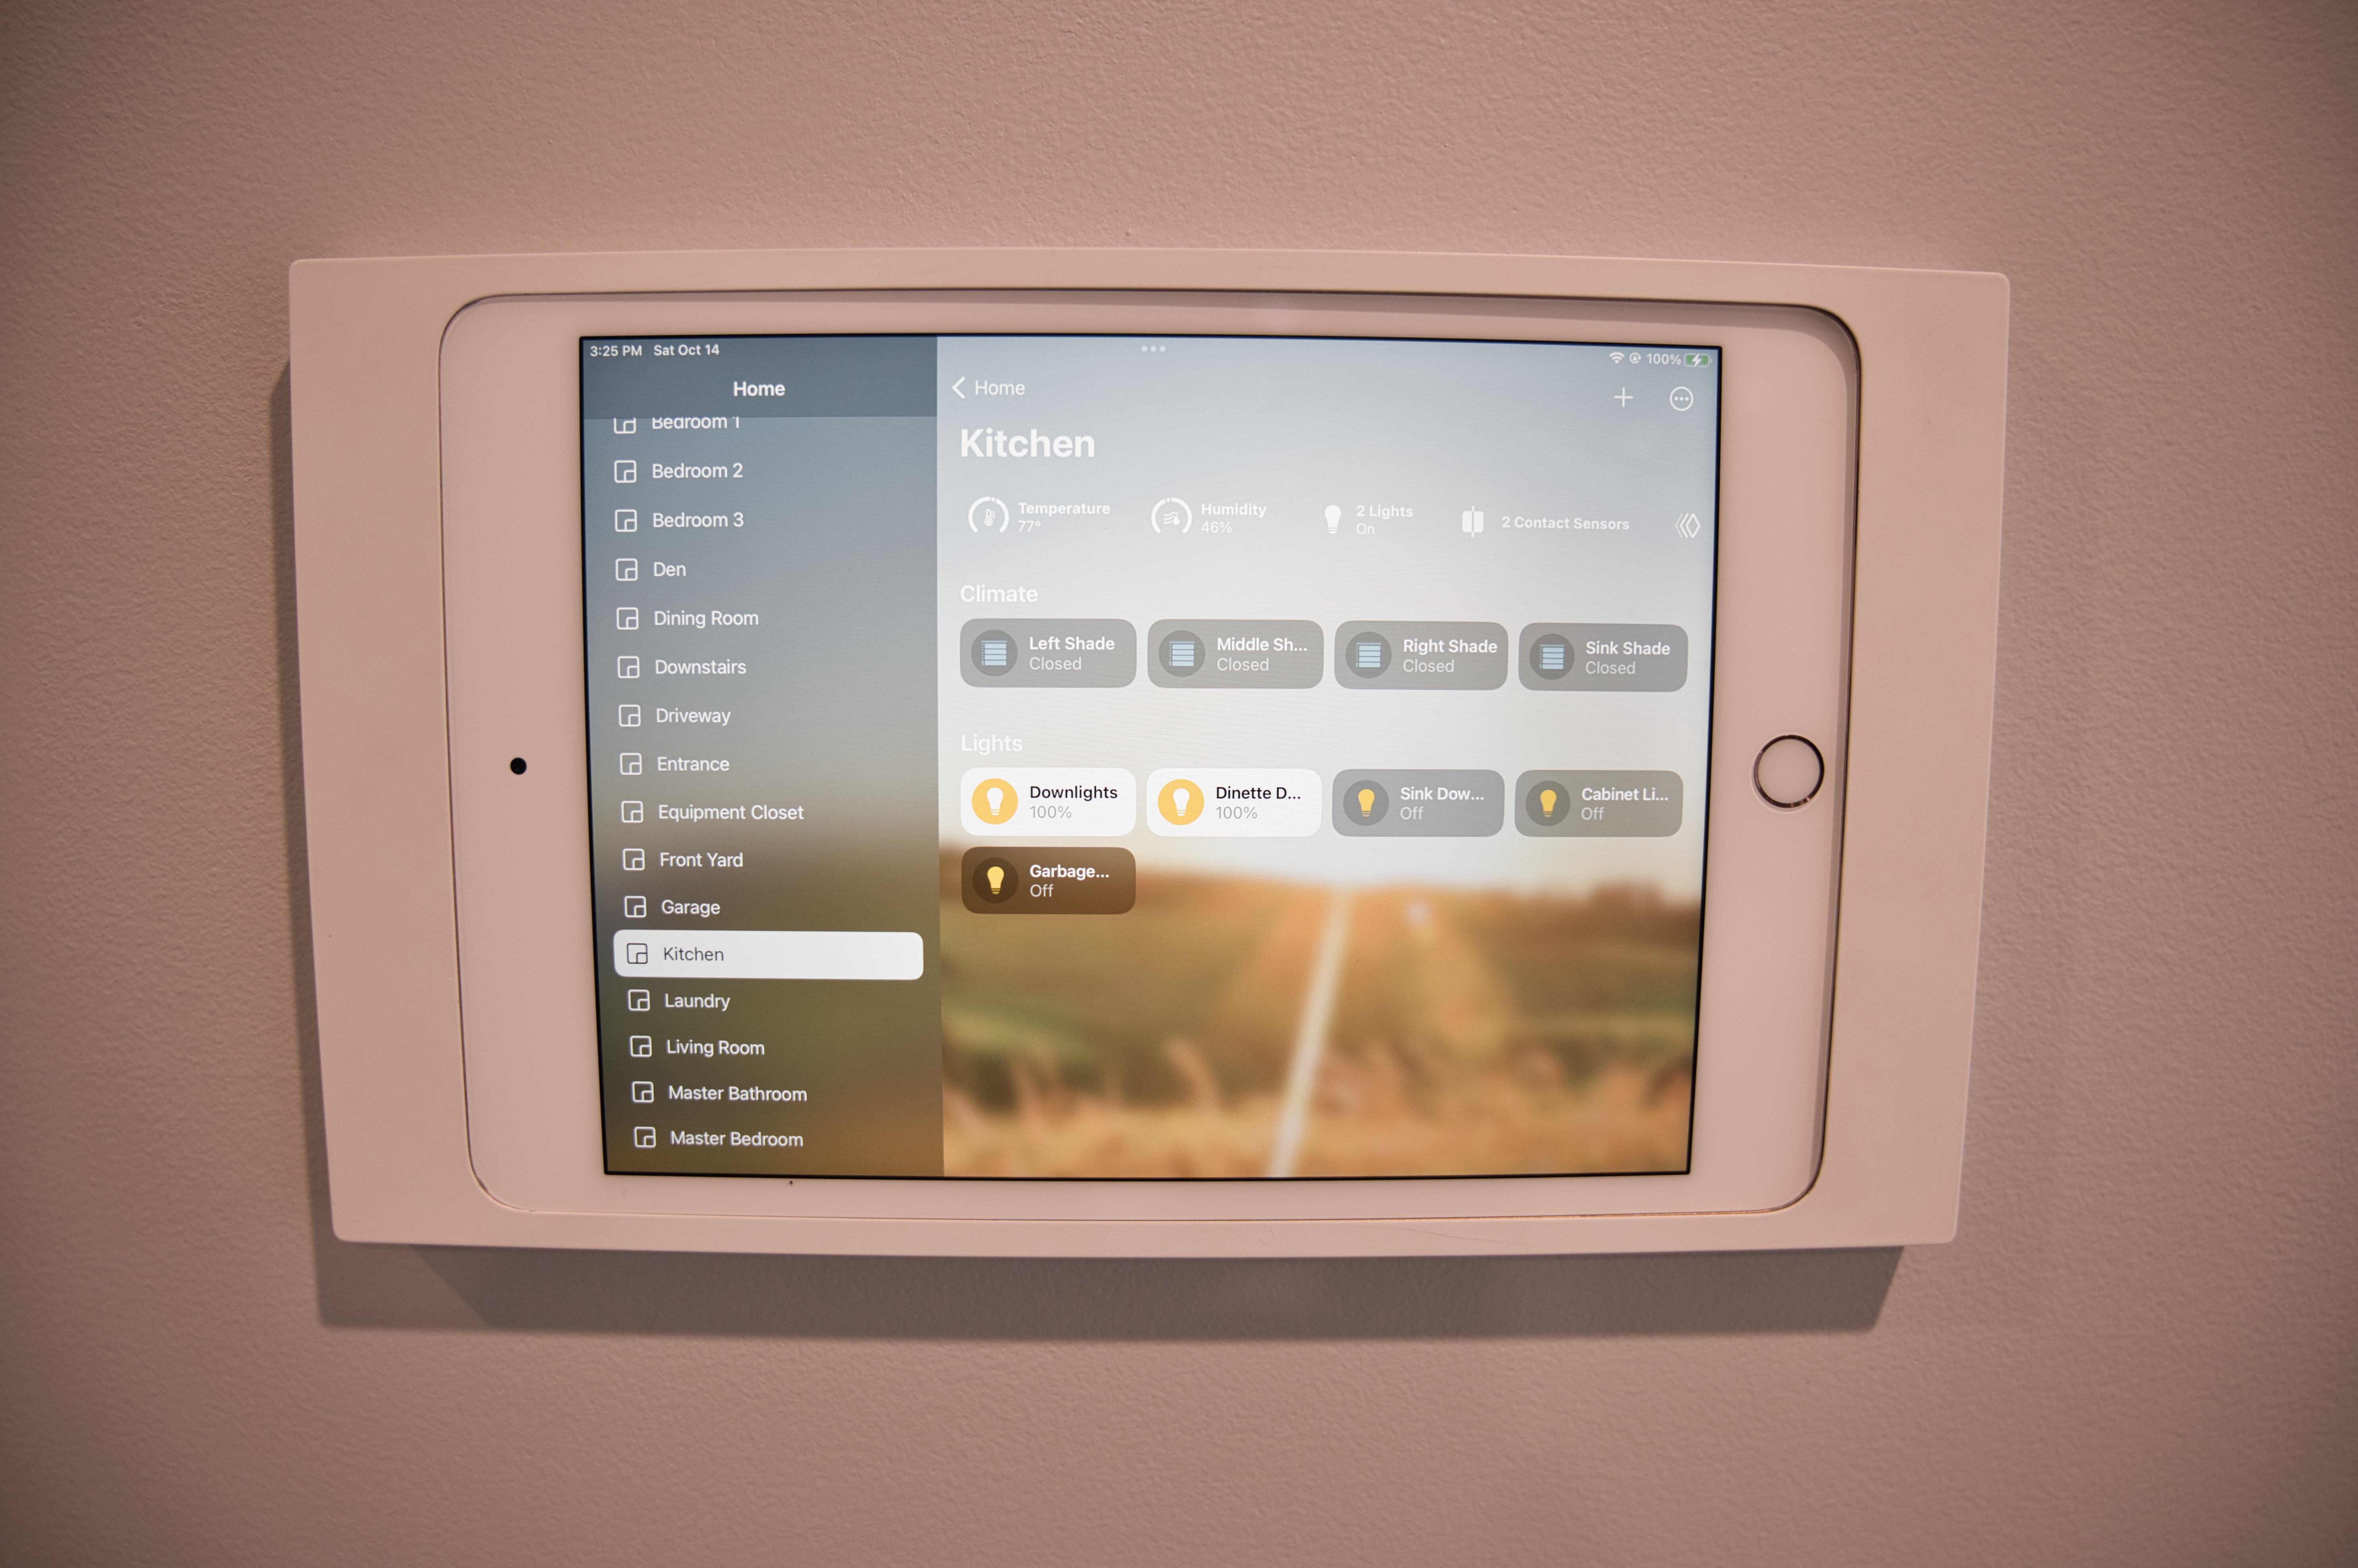 3:25 PM Sat Oct 14
100%
Home
Bedroom 1
Bedroom 2
Bedroom 3
Den
Dining Room
Downstairs
Driveway
Entrance
Equipment Closet
Front Yard
Garage
Kitchen
Laundry
Living Room
Master Bathroom
Master Bedroom
Home
Kitchen
Temperature
77°
Humidity
46%
2 Lights
On
2 Contact Sensors
Climate
Left Shade
Closed
Middle Sh...
Closed
Right Shade
Closed
Sink Shade
Closed
Lights
Downlights
100%
Dinette D...
100%
Sink Dow...
Off
Cabinet Li...
Off
Garbage...
Off